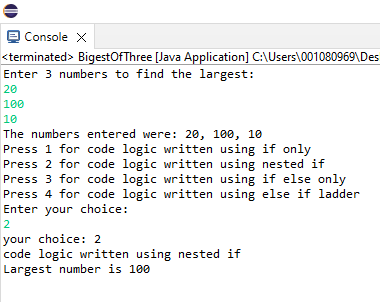 Console
<terminated> BigestOfThree [Java Application] C:\Users\001080969\Des
Enter 3 numbers to find the largest:
20
100
10
The numbers entered were: 20, 100, 10
Press 1 for code logic written using if only
Press 2 for code logic written using nested if
Press 3 for code logic written using if else only
Press 4 for code logic written using else if ladder
Enter your choice:
2
your choice: 2
code logic written using nested if
Largest number is 100